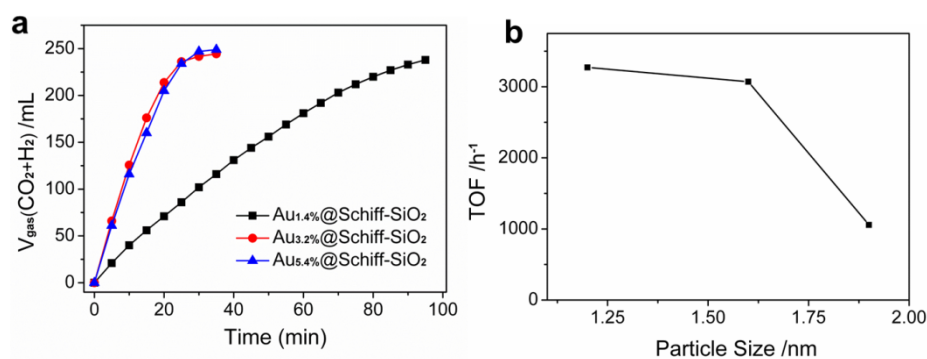 a
250
200
150
100
50
0
V gas(CO₂+H₂) /mL
Au1.4%@Schiff-SiO₂
Au3.2%@Schiff-SiO₂
Au5.4%@Schiff-SiO₂
0 20 40 60 80 100
Time (min)
b
3000
2000
1000
0
TOF /h⁻¹
1.25 1.50 1.75 2.00
Particle Size /nm